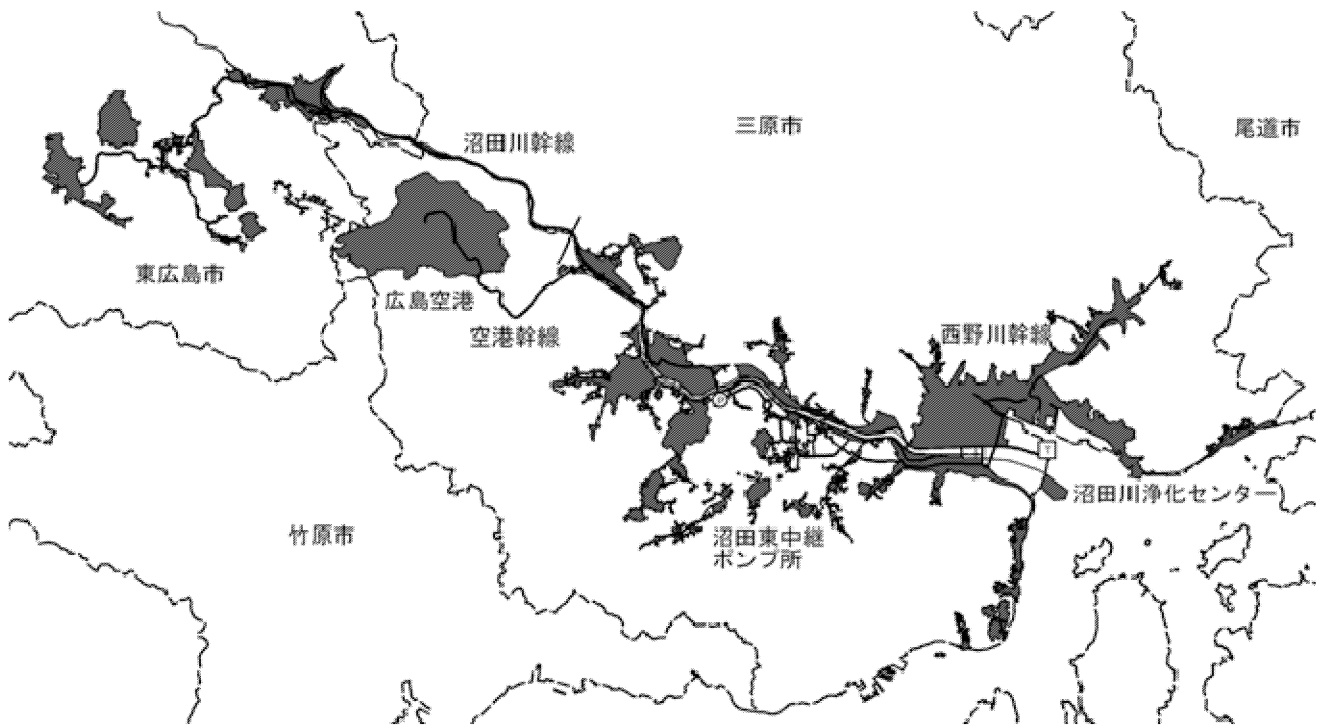 三原市
尾道市
沼田川幹線
東広島市
広島空港
空港幹線
西野川幹線
沼田川浄化センター
竹原市
沼田東中継
ポンプ所